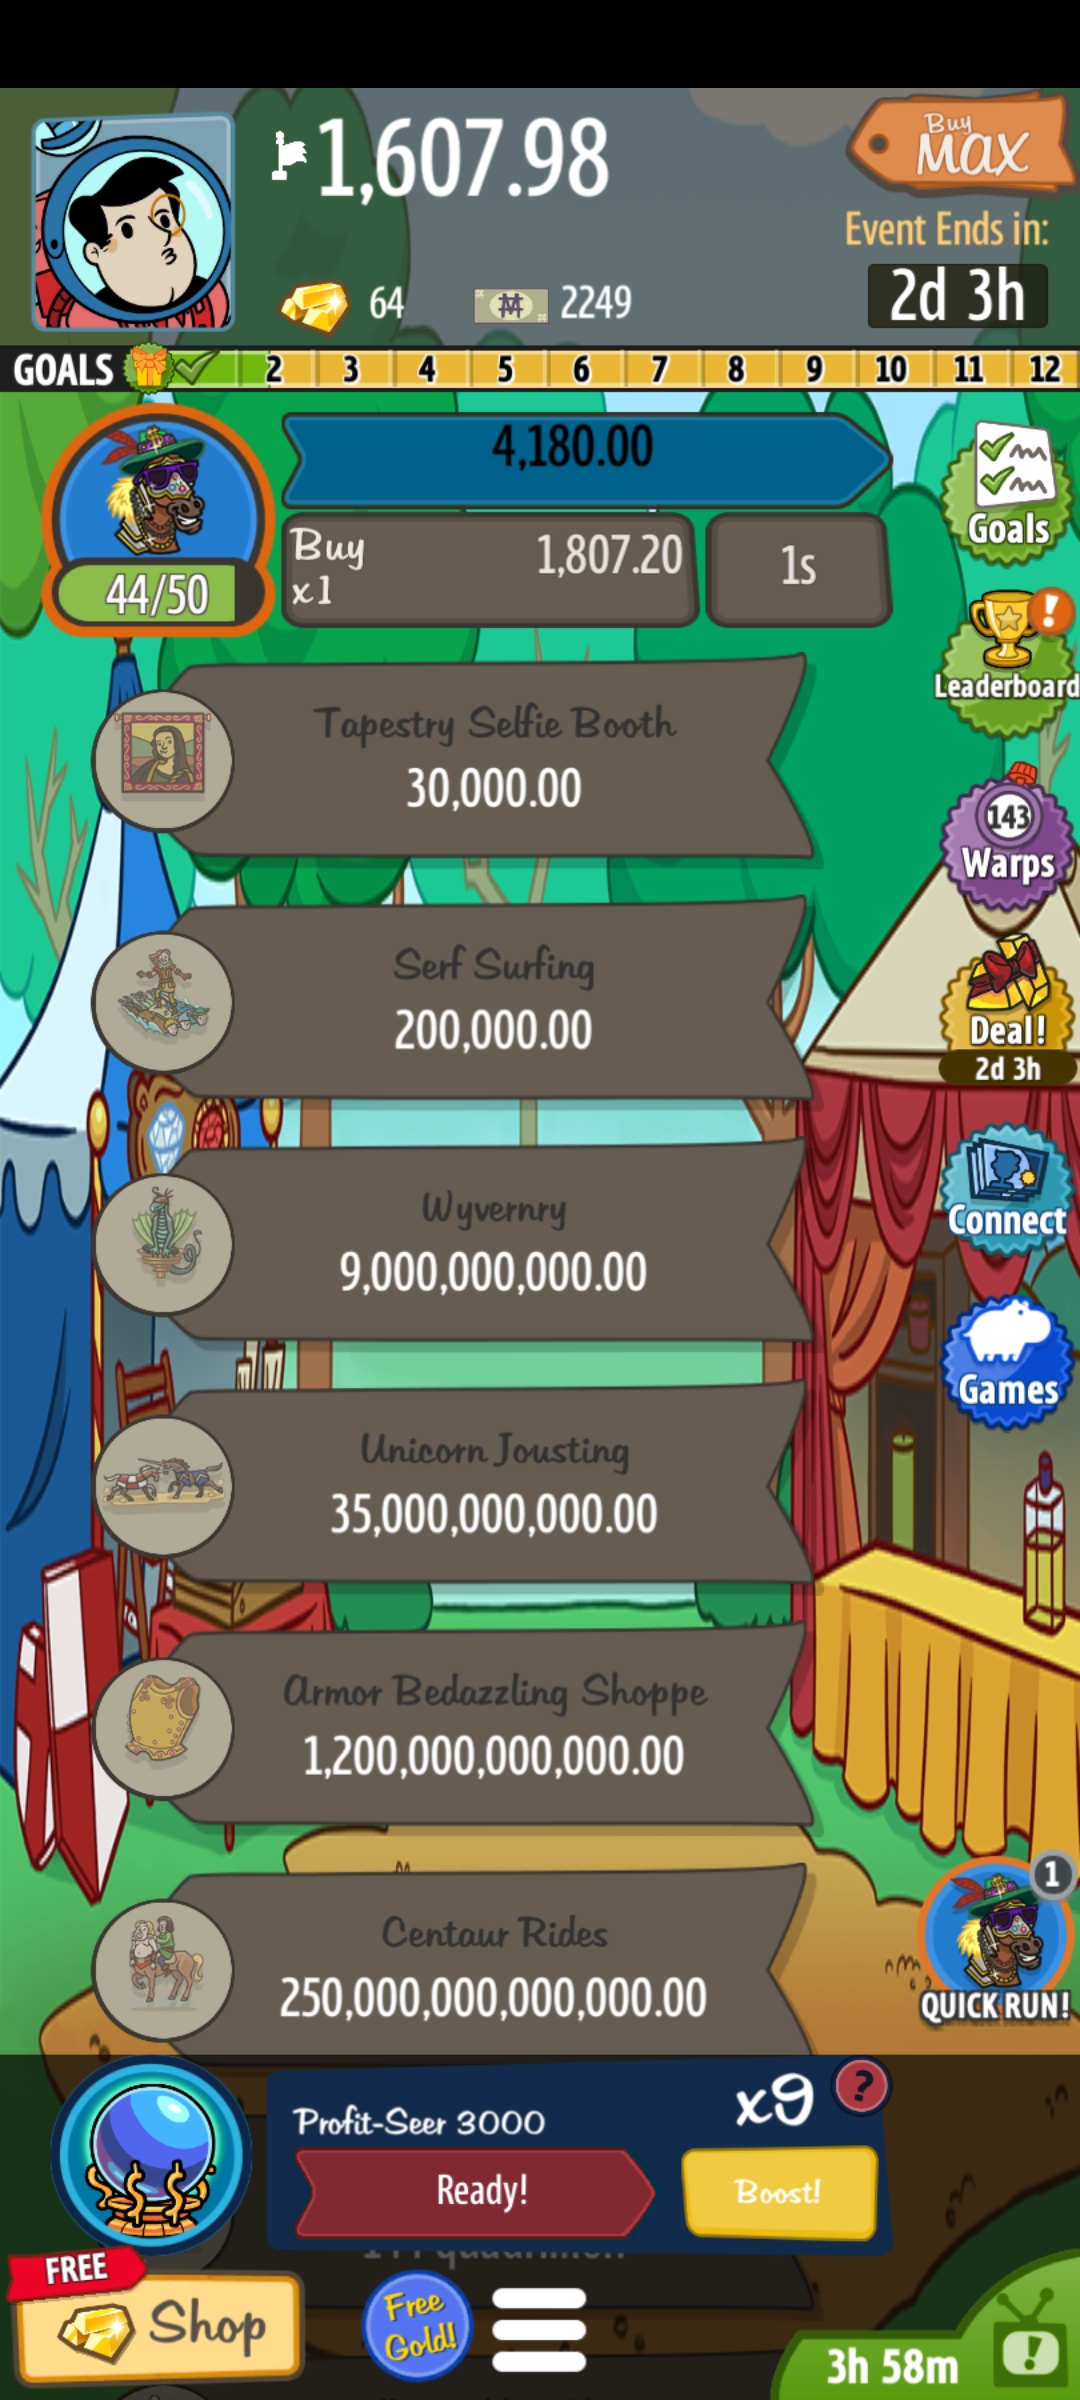 1,607.98
Buy
MAX
Event Ends in:
64
2249
2d 3h
GOALS 2 3 4 5 6 7 8 9 10 11 12
4,180.00
Buy
x1
1,807.20
1s
44/50
Goals
!
Leaderboard
Tapestry Selfie Booth
30,000.00
143
Warps
Serf Surfing
200,000.00
Deal!
2d 3h
Wyvernry
9,000,000,000.00
Connect
Games
Unicorn Jousting
35,000,000,000.00
Armor Bedazzling Shoppe
1,200,000,000,000.00
Centaur Rides
250,000,000,000,000.00
1
QUICK RUN!
Profit-Seer 3000
x9
?
Ready!
Boost!
FREE
Shop
Free
Gold!
3h 58m
!